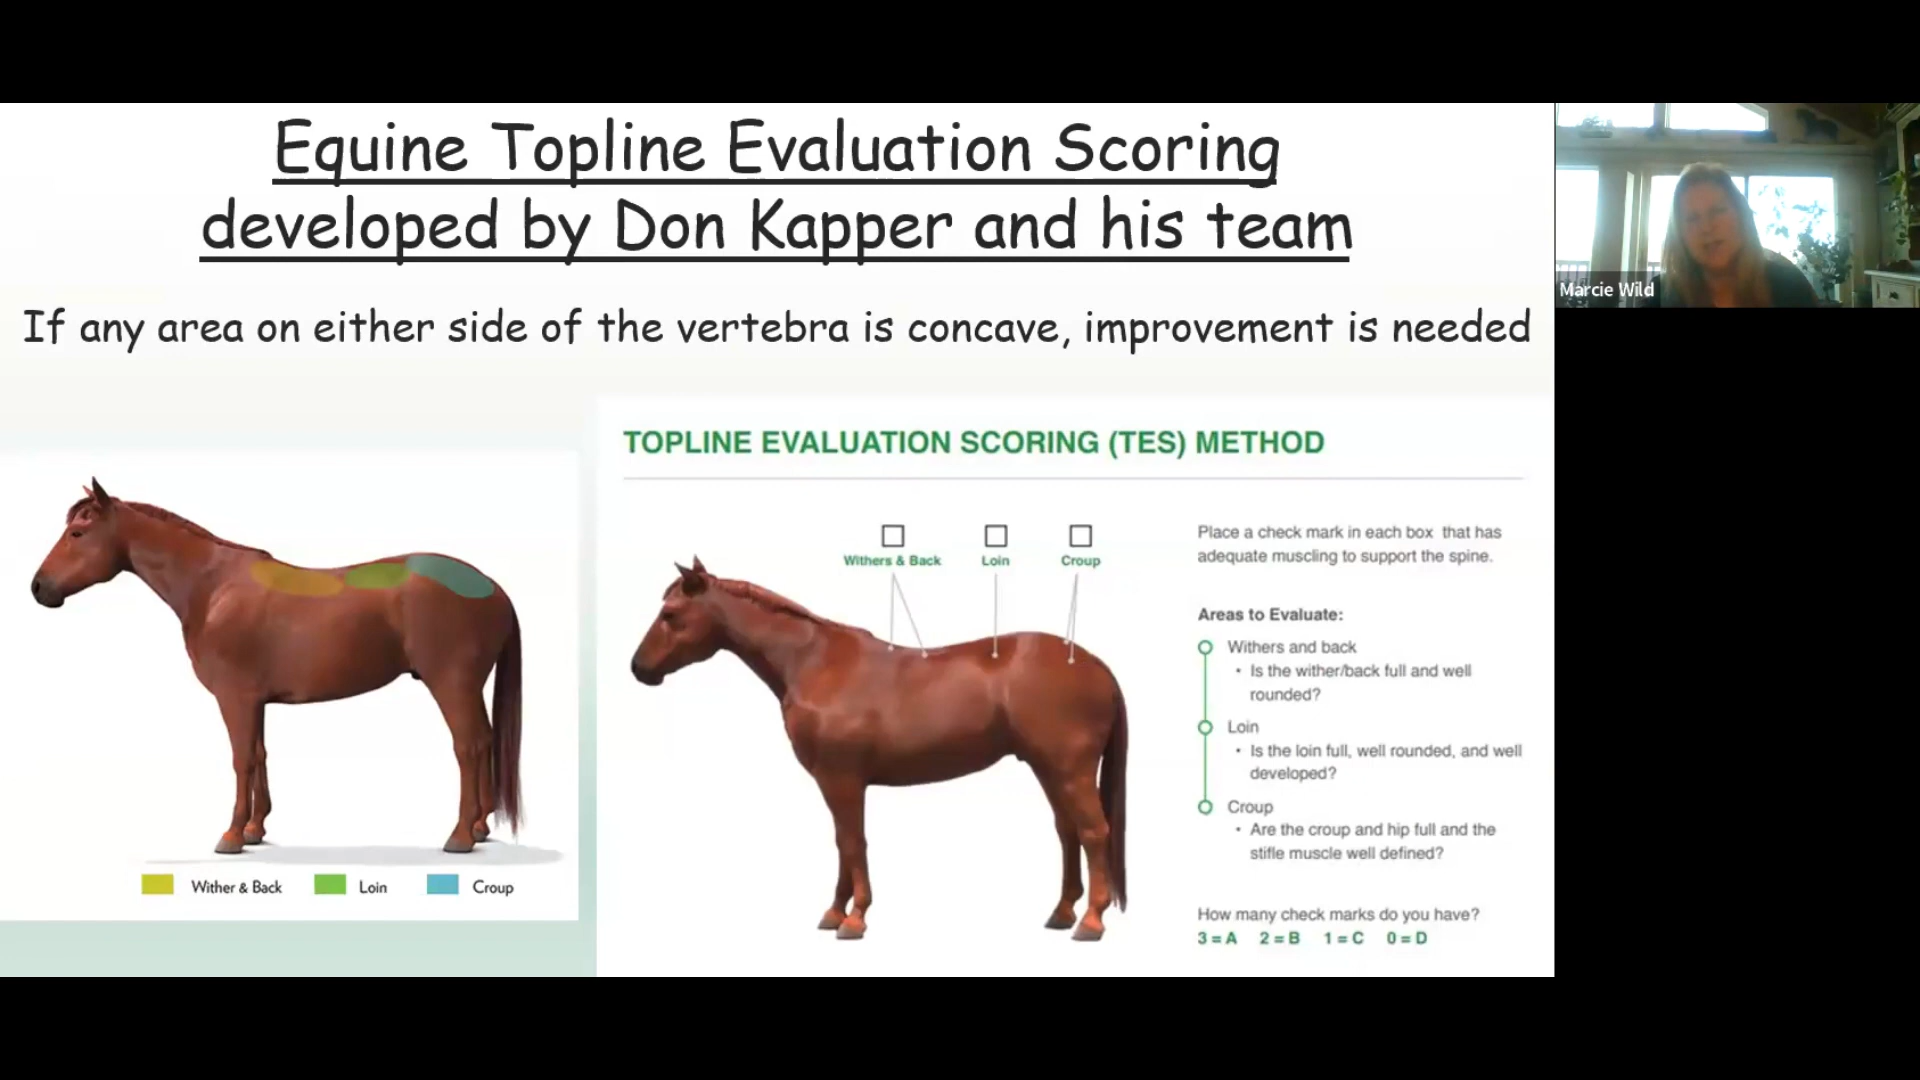 Equine Topline Evaluation Scoring
developed by Don Kapper and his team
If any area on either side of the vertebra is concave, improvement is needed
Wither & Back
Loin
Croup
TOPLINE EVALUATION SCORING (TES) METHOD
Withers & Back
Loin
Croup
Place a check mark in each box that has
adequate muscling to support the spine.
Areas to Evaluate:
Withers and back
• Is the wither/back full and well
rounded?
Loin
• Is the loin full, well rounded, and well
developed?
Croup
• Are the croup and hip full and the
stifle muscle well defined?
How many check marks do you have?
3 = A 2 = B 1 = C 0 = D
Marcie Wild